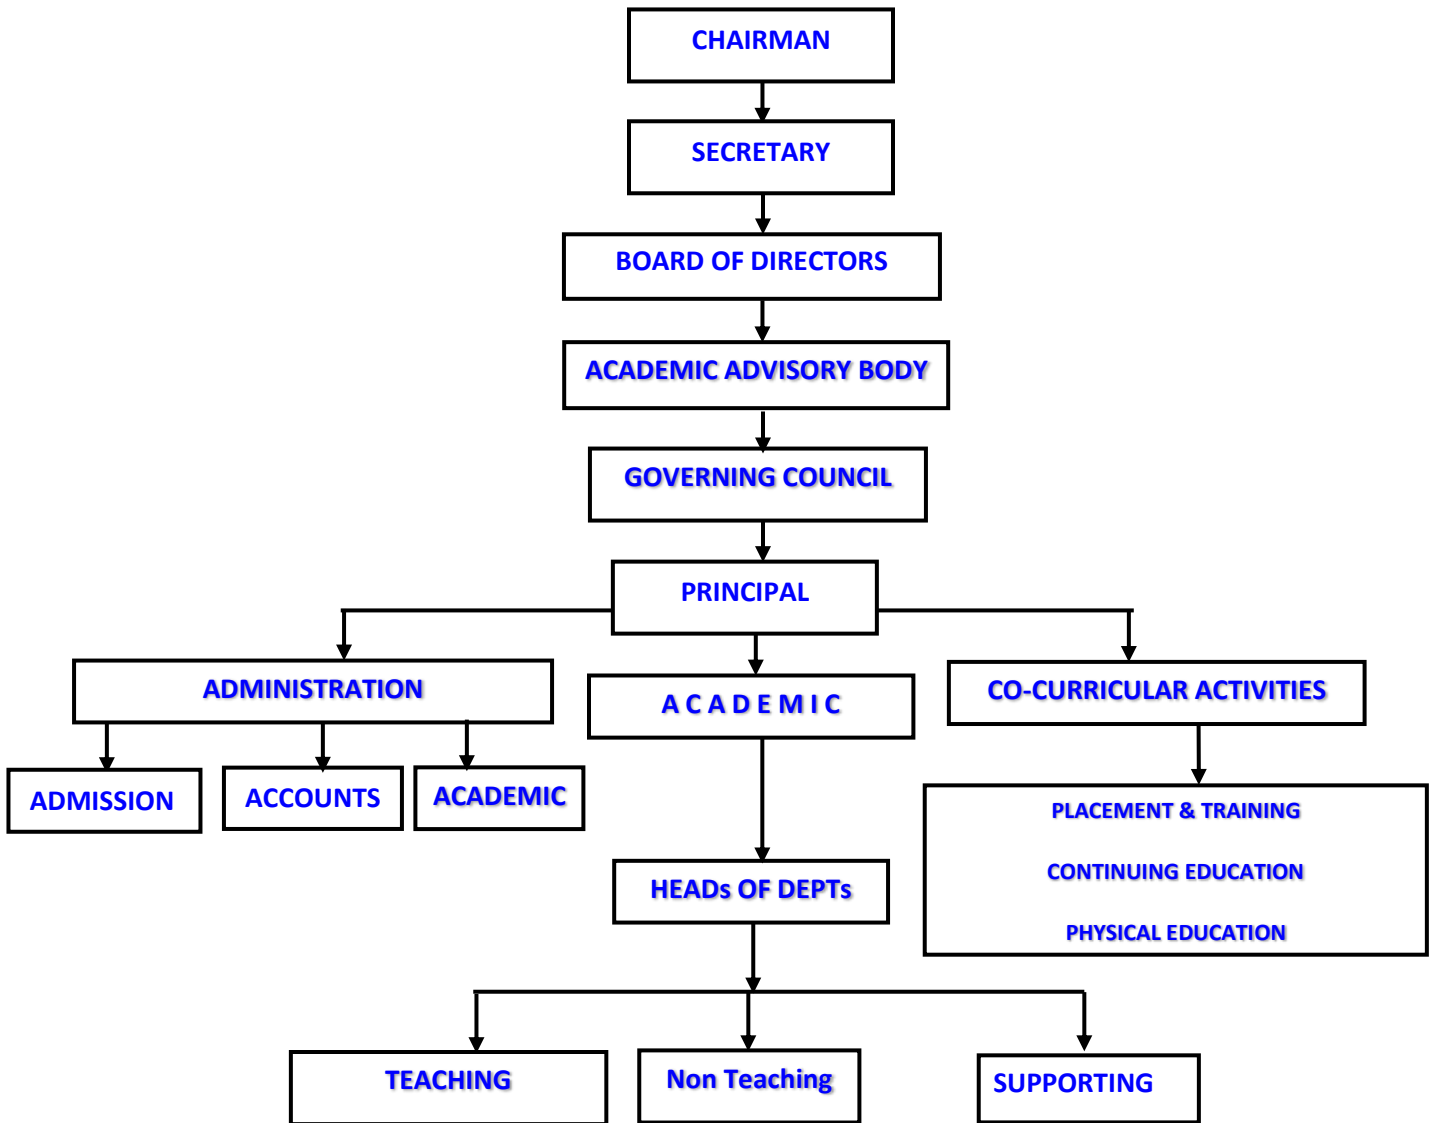 CHAIRMAN
SECRETARY
BOARD OF DIRECTORS
ACADEMIC ADVISORY BODY
GOVERNING COUNCIL
PRINCIPAL
ADMINISTRATION
A C A D E M I C
CO-CURRICULAR ACTIVITIES
ADMISSION
ACCOUNTS
ACADEMIC
PLACEMENT & TRAINING
CONTINUING EDUCATION
PHYSICAL EDUCATION
HEADs OF DEPTs
TEACHING
Non Teaching
SUPPORTING